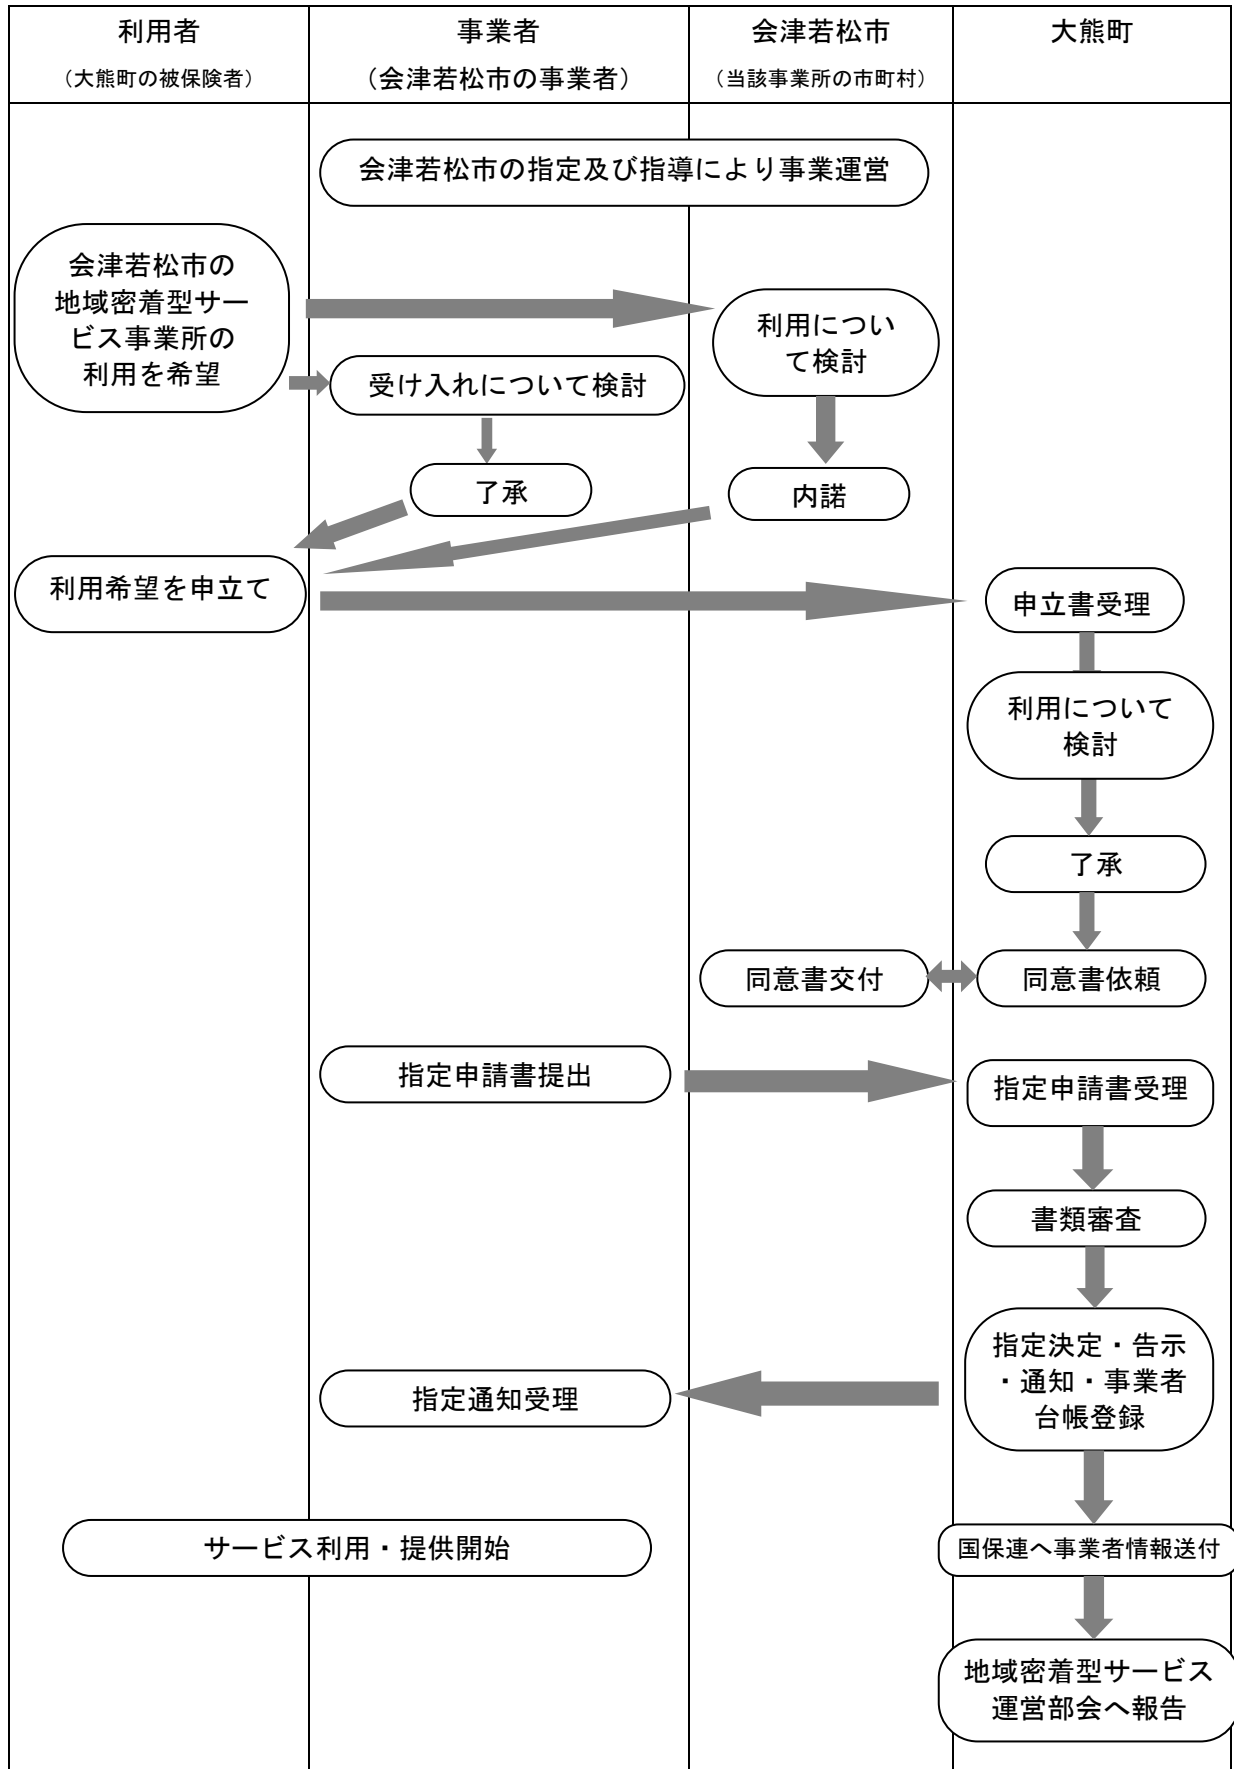 利用者
（大熊町の被保険者）
事業者
（会津若松市の事業者）
会津若松市
（当該事業所の市町村）
大熊町
会津若松市の指定及び指導により事業運営
会津若松市の
地域密着型サー
ビス事業所の
利用を希望
利用につい
て検討
受け入れについて検討
了承
内諾
利用希望を申立て
申立書受理
利用について
検討
了承
同意書交付
同意書依頼
指定申請書提出
指定申請書受理
書類審査
指定決定・告示
・通知・事業者
台帳登録
指定通知受理
サービス利用・提供開始
国保連へ事業者情報送付
地域密着型サービス
運営部会へ報告